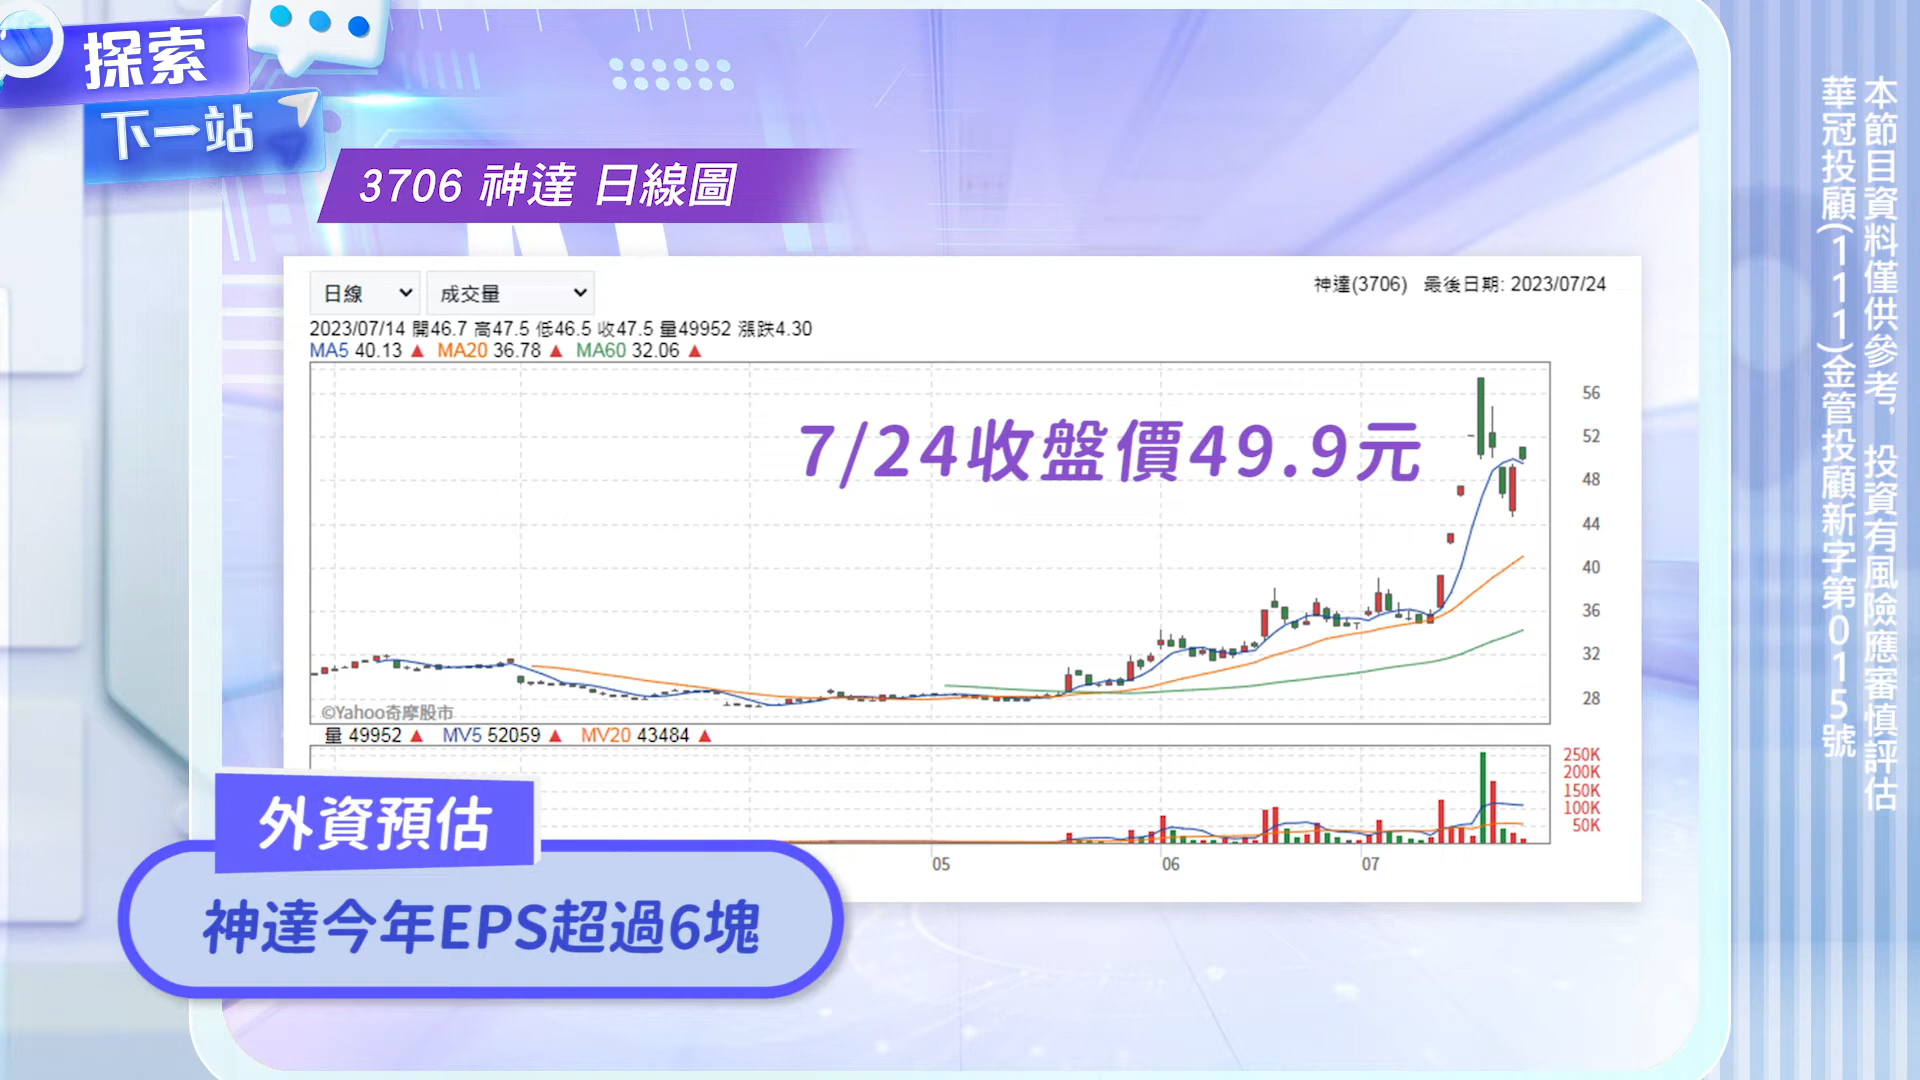 探索
下一站
3706 神達 日線圖
日線
成交量
神達(3706) 最後日期: 2023/07/24
2023/07/14 開46.7 高47.5 低46.5 收47.5 量49952 漲跌4.30
MA5 40.13 ▲ MA20 36.78 ▲ MA60 32.06 ▲
7/24收盤價49.9元
56
52
48
44
40
36
32
28
©Yahoo奇摩股市
量 49952 ▲ MV5 52059 ▲ MV20 43484 ▲
250K
200K
150K
100K
50K
05
06
07
外資預估
神達今年EPS超過6塊
本節目資料僅供參考，投資有風險應審慎評估
華冠投顧(111)金管投顧新字第015號